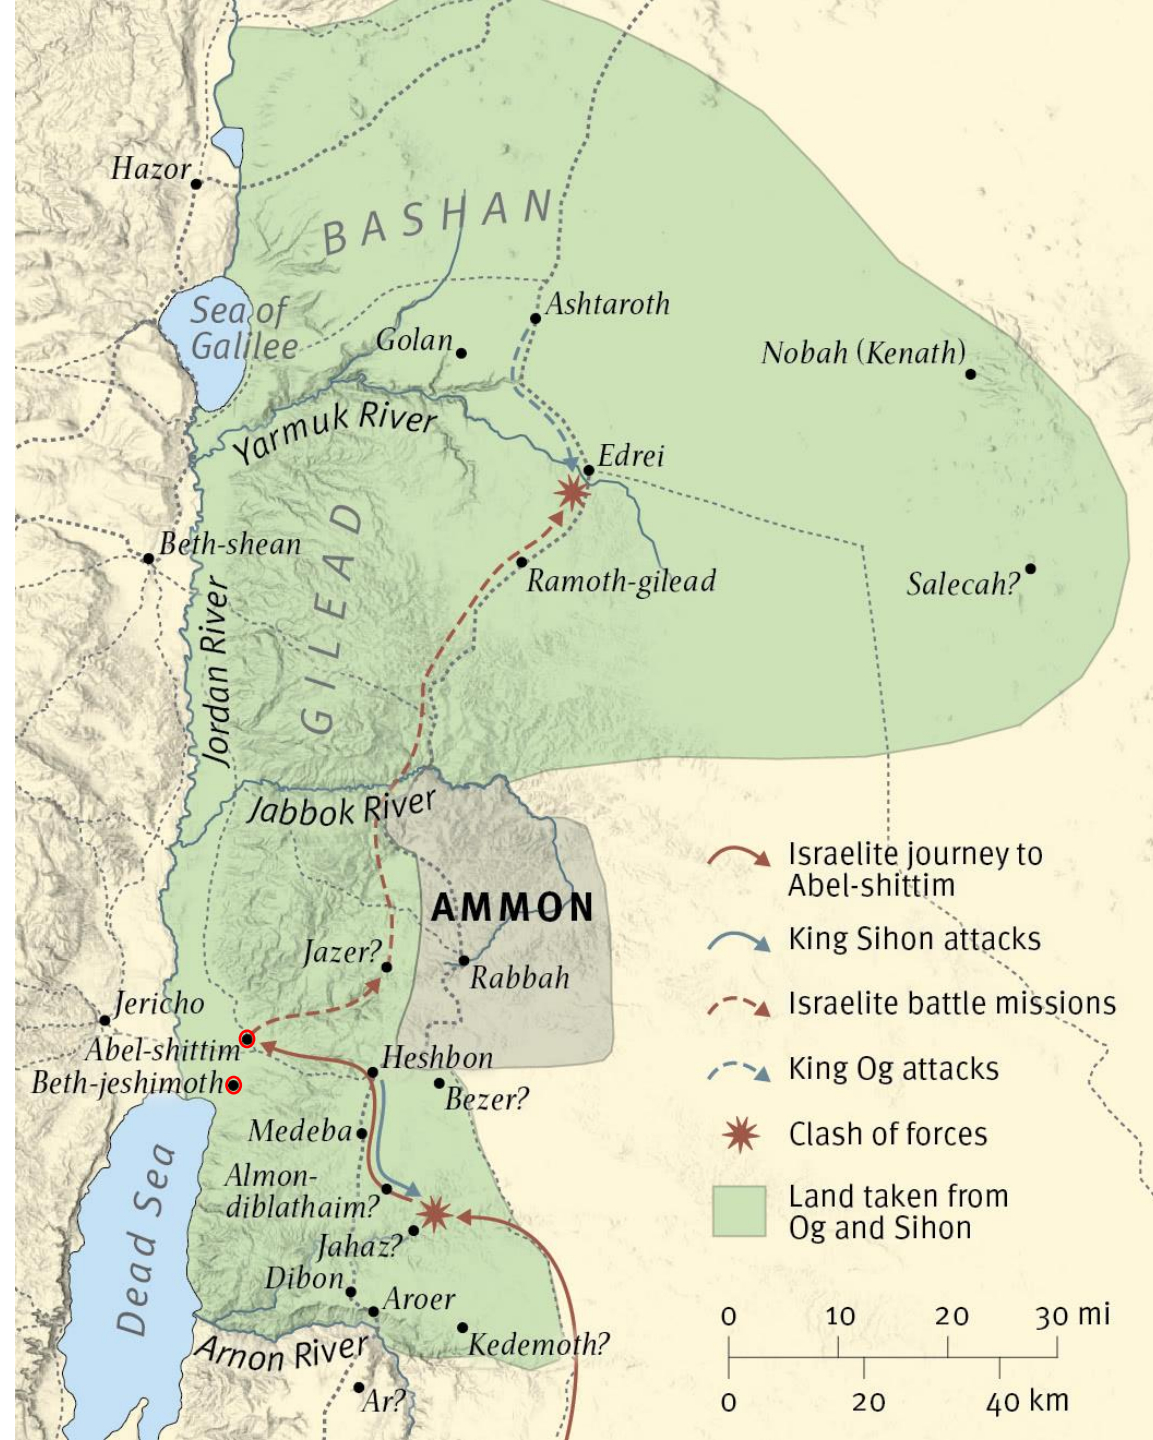 Hazor
BASHAN
Sea of
Galilee
Ashtaroth
Golan
Nobah (Kenath)
Yarmuk River
Edrei
GILEAD
Beth-shean
Ramoth-gilead
Salecah?
Jordan River
Jabbok River
AMMON
Jazer?
Rabbah
Jericho
Abel-shittim
Heshbon
Beth-jeshimoth
Bezer?
Medeba
Almon-
diblathaim?
Jahaz?
Dead Sea
Dibon
Aroer
Arnon River
Kedemoth?
Ar?
Israelite journey to
Abel-shittim
King Sihon attacks
Israelite battle missions
King Og attacks
Clash of forces
Land taken from
Og and Sihon
0 10 20 30 mi
0 20 40 km